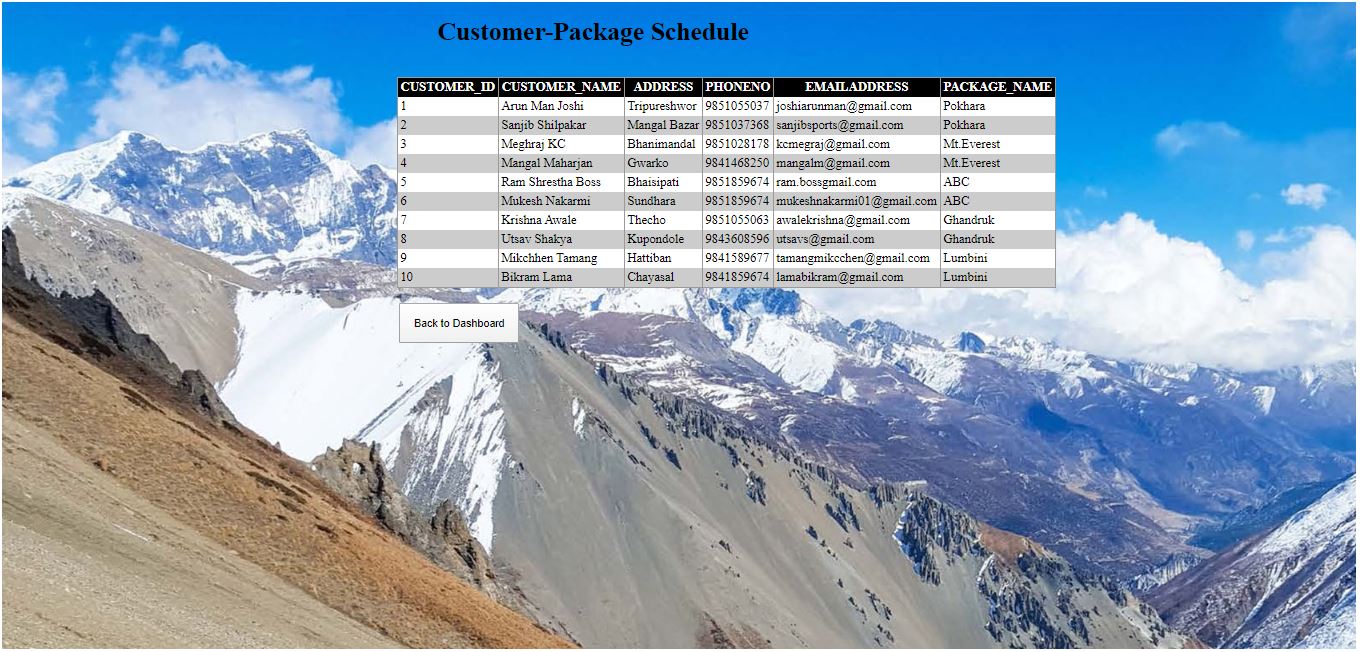 Customer-Package Schedule
CUSTOMER_ID CUSTOMER_NAME ADDRESS PHONENO EMAILADDRESS PACKAGE_NAME
1 Arun Man Joshi Tripureshwor 9851055037 joshiarunman@gmail.com Pokhara
2 Sanjib Shilpakar Mangal Bazar 9851037368 sanjibsports@gmail.com Pokhara
3 Meghraj KC Bhanimandal 9851028178 kcmegraj@gmail.com Mt.Everest
4 Mangal Maharjan Gwarko 9841468250 mangalm@gmail.com Mt.Everest
5 Ram Shrestha Boss Bhaisipati 9851859674 ram.bossgmail.com ABC
6 Mukesh Nakarmi Sundhara 9851859674 mukeshnakarmi01@gmail.com ABC
7 Krishna Awale Thecho 9851055063 awalekrishna@gmail.com Ghandruk
8 Utsav Shakya Kupondole 9843608596 utsavs@gmail.com Ghandruk
9 Mikchhen Tamang Hattiban 9841589677 tamangmikcchen@gmail.com Lumbini
10 Bikram Lama Chayasal 9841859674 lamabikram@gmail.com Lumbini
Back to Dashboard